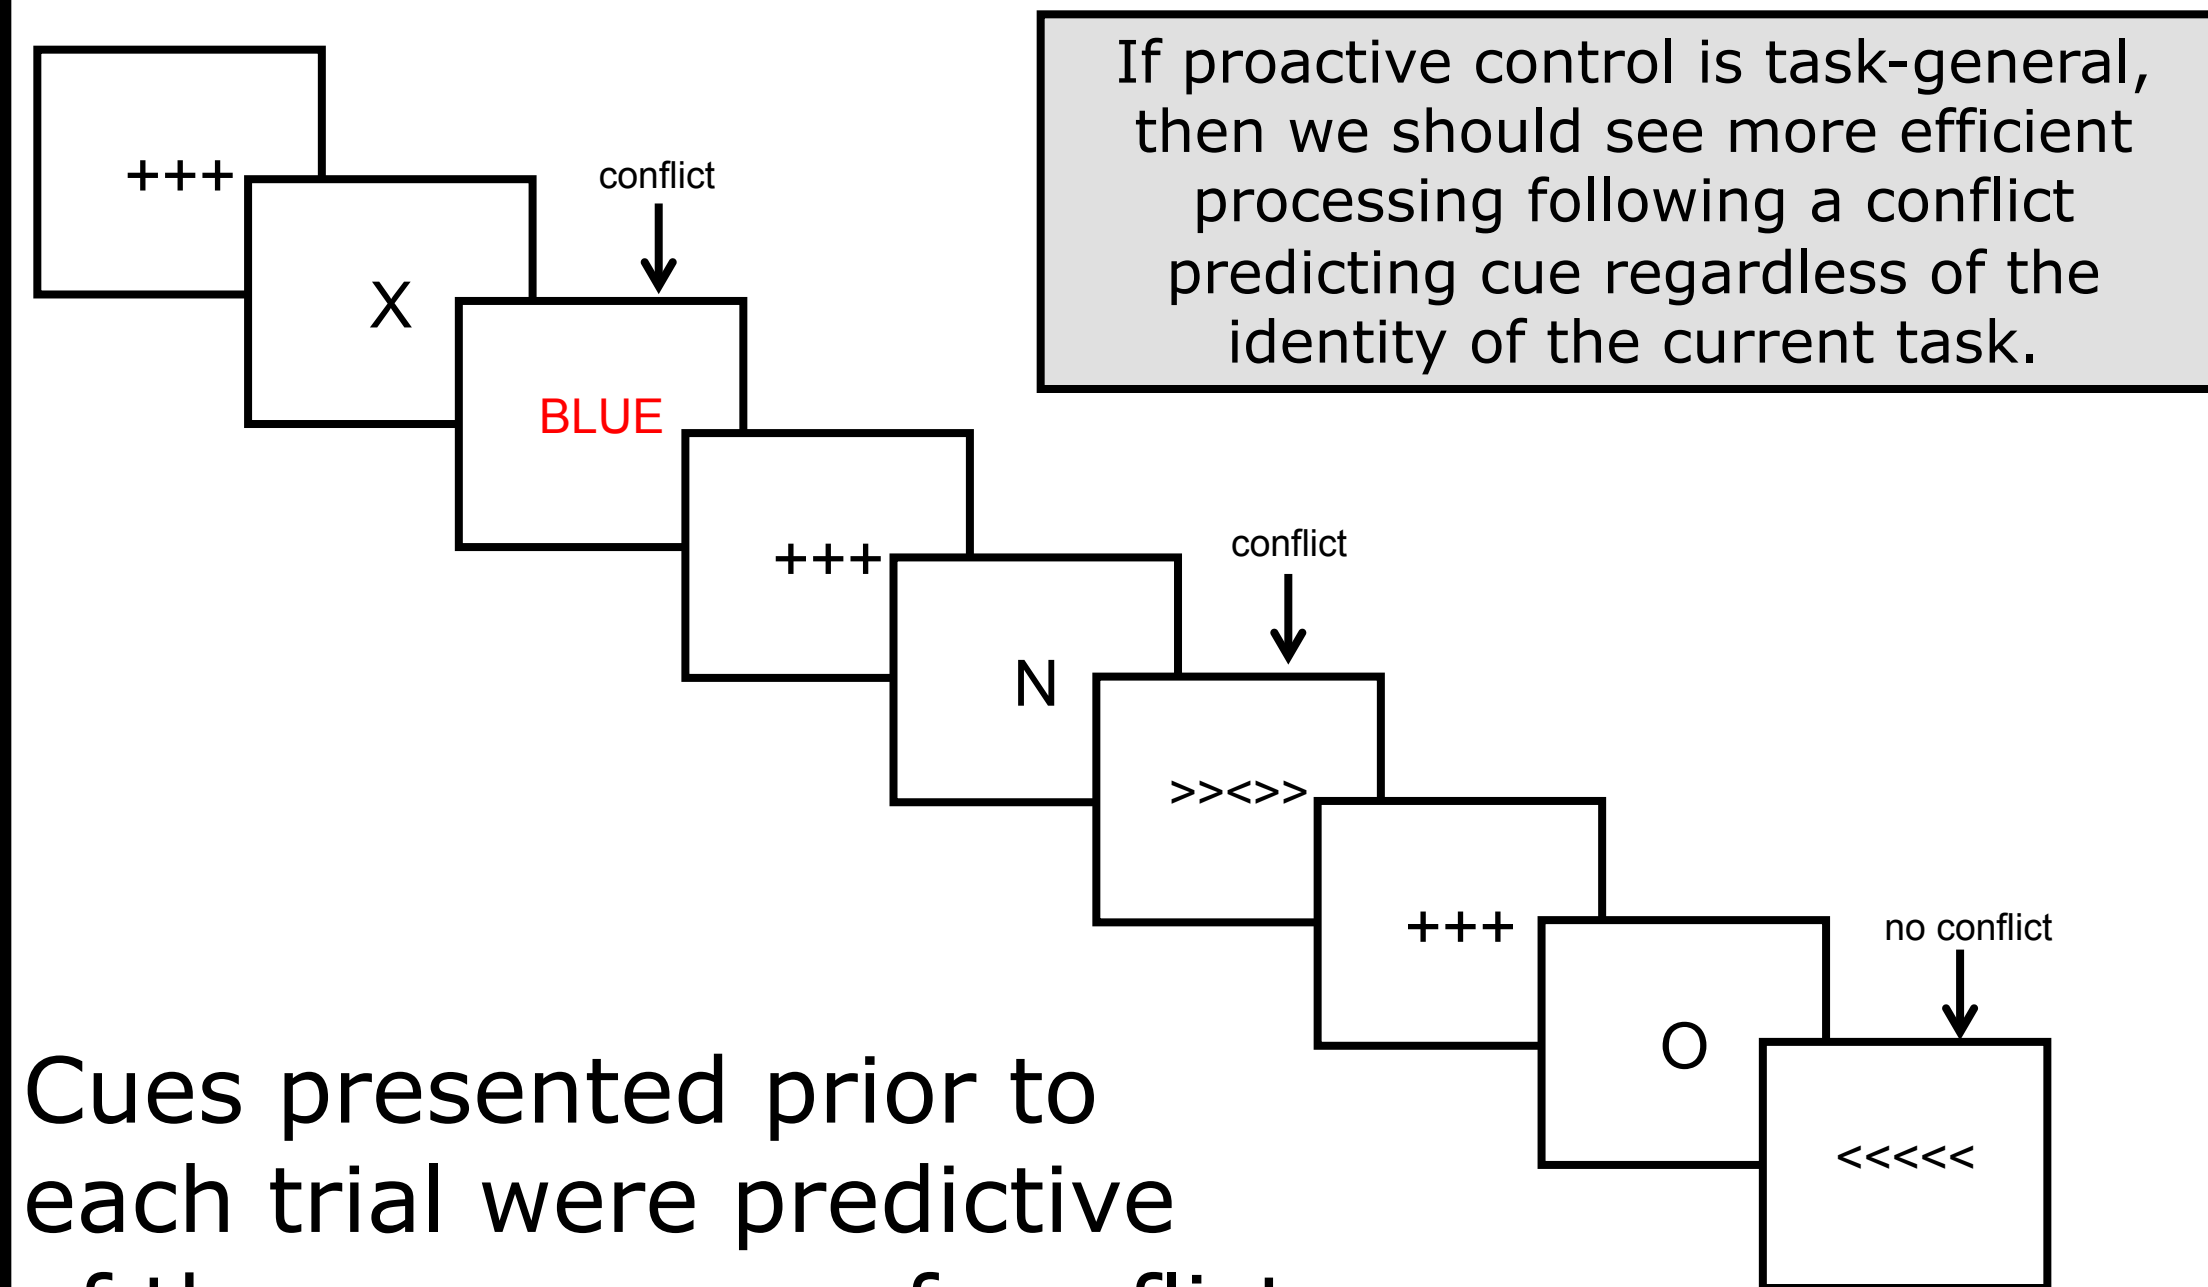 If proactive control is task-general,
then we should see more efficient
processing following a conflict
predicting cue regardless of the
identity of the current task.
+++
conflict
X
BLUE
+++
conflict
N
>><>>
+++
no conflict
O
<<<<<
Cues presented prior to
each trial were predictive